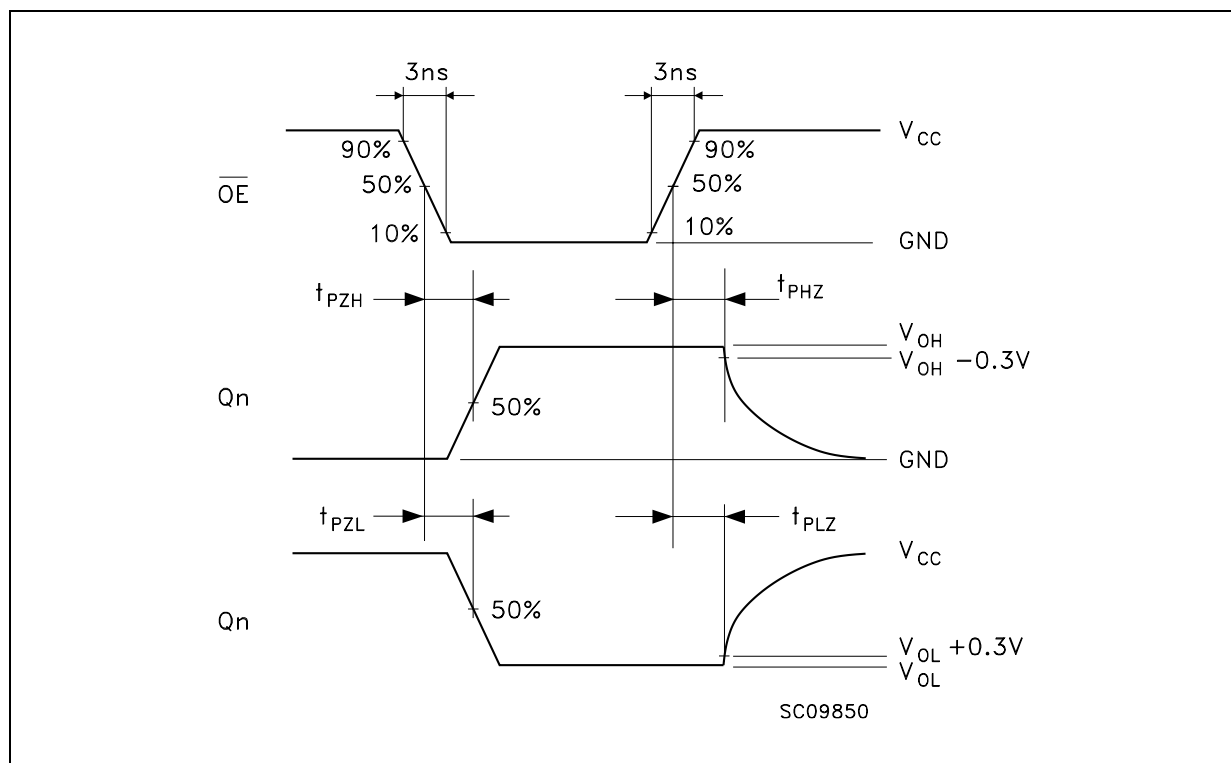 3ns 3ns
V_CC
90% 90%
50% 50%
O̅E̅
10% 10%
GND
t_PZH t_PHZ
V_OH
V_OH −0.3V
Qn
50%
GND
t_PZL t_PLZ
V_CC
50%
Qn
V_OL +0.3V
V_OL
SC09850